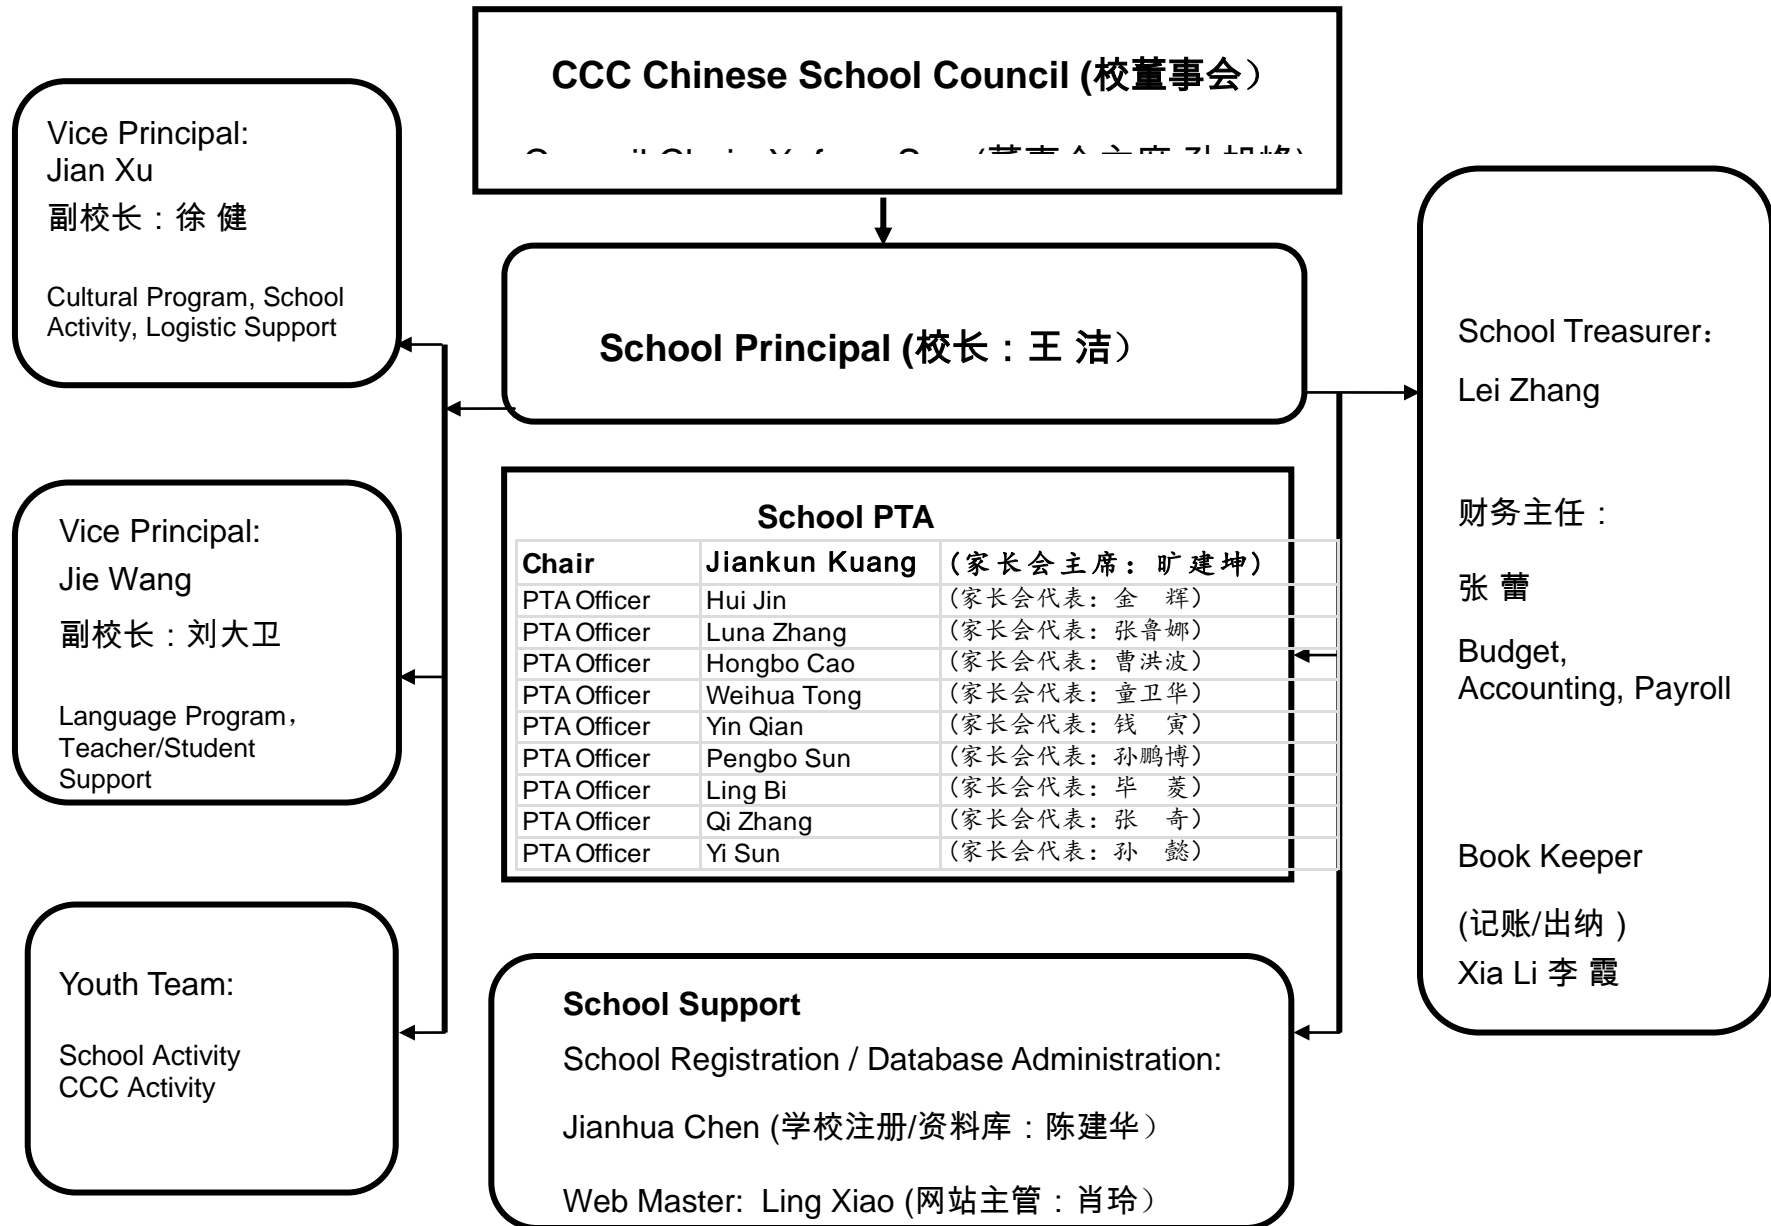 CCC Chinese School Council (校董事会）
Vice Principal:
Jian Xu
副校长：徐 健
Cultural Program, School
Activity, Logistic Support
School Principal (校长：王 洁）
School Treasurer：
Lei Zhang
财务主任：
张 蕾
Budget,
Accounting, Payroll
Book Keeper
(记账/出纳 )
Xia Li 李 霞
Vice Principal:
Jie Wang
副校长：刘大卫
Language Program，
Teacher/Student
Support
School PTA
Chair Jiankun Kuang (家长会主席：旷建坤)
PTA Officer Hui Jin (家长会代表：金 辉)
PTA Officer Luna Zhang (家长会代表：张鲁娜)
PTA Officer Hongbo Cao (家长会代表：曹洪波)
PTA Officer Weihua Tong (家长会代表：童卫华)
PTA Officer Yin Qian (家长会代表：钱 寅)
PTA Officer Pengbo Sun (家长会代表：孙鹏博)
PTA Officer Ling Bi (家长会代表：毕 菱)
PTA Officer Qi Zhang (家长会代表：张 奇)
PTA Officer Yi Sun (家长会代表：孙 懿)
Youth Team:
School Activity
CCC Activity
School Support
School Registration / Database Administration:
Jianhua Chen (学校注册/资料库：陈建华）
Web Master: Ling Xiao (网站主管：肖玲）